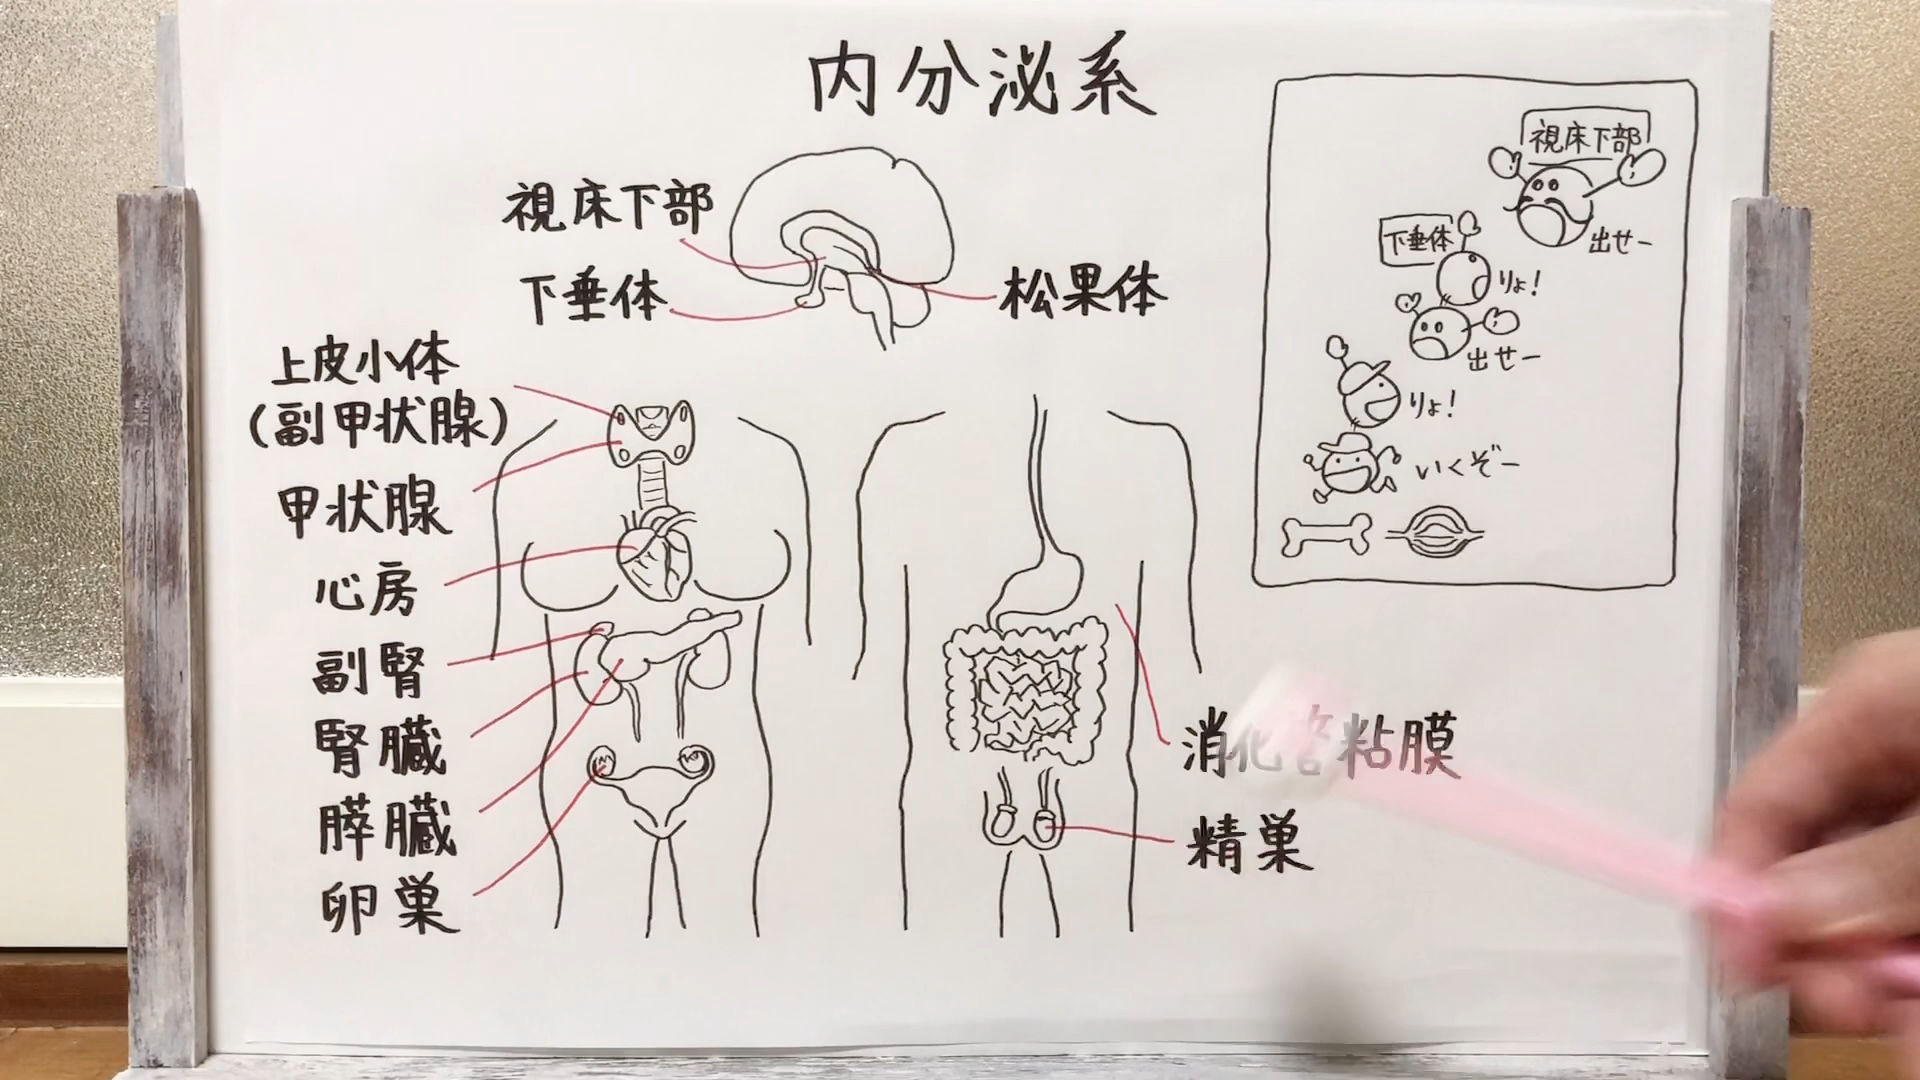 内分泌系
視床下部
下垂体
松果体
上皮小体
(副甲状腺)
甲状腺
心房
副腎
腎臓
膵臓
卵巣
消化管粘膜
精巣
視床下部
出せー
下垂体
りょ!
出せー
りょ!
いくぞー